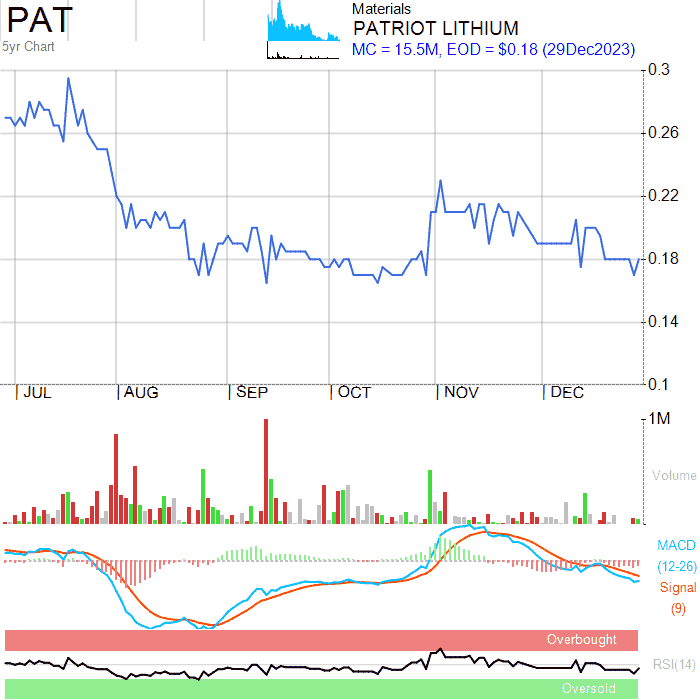 PAT
5yr Chart
Materials
PATRIOT LITHIUM
MC = 15.5M, EOD = $0.18 (29Dec2023)
0.3
0.26
0.22
0.18
0.14
0.1
JUL AUG SEP OCT NOV DEC
1M
Volume
MACD
(12-26)
Signal
(9)
Overbought
RSI(14)
Oversold